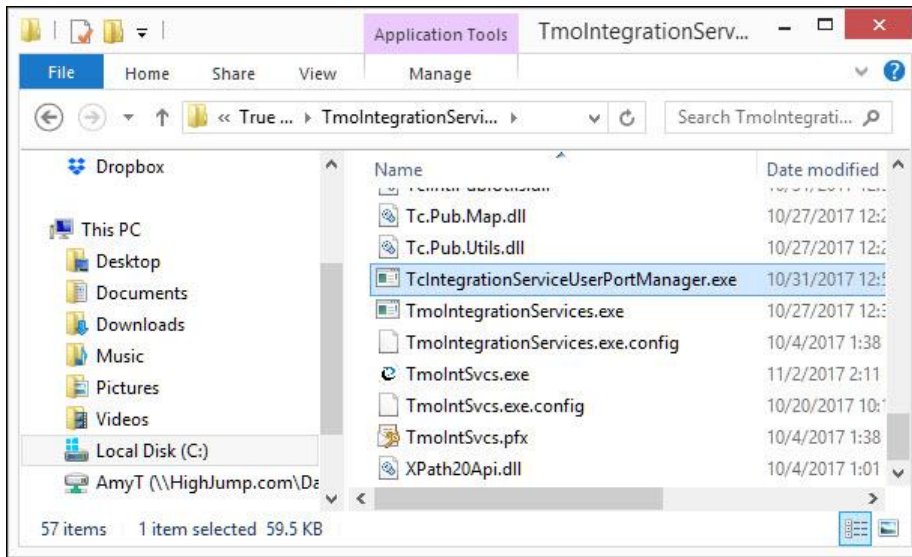 Application Tools TmoIntegrationServ...
File Home Share View Manage
« True ... TmoIntegrationServi... Search TmoIntegrati...
Dropbox
This PC
Desktop
Documents
Downloads
Music
Pictures
Videos
Local Disk (C:)
AmyT (\\HighJump.com\Da
Name Date modified
Tc.Pub.Map.dll 10/27/2017 12:2
Tc.Pub.Utils.dll 10/27/2017 12:2
TcIntegrationServiceUserPortManager.exe 10/31/2017 12:5
TmoIntegrationServices.exe 10/27/2017 12:3
TmoIntegrationServices.exe.config 10/4/2017 1:38
TmoIntSvcs.exe 11/2/2017 2:11
TmoIntSvcs.exe.config 10/20/2017 10:1
TmoIntSvcs.pfx 10/4/2017 1:38
XPath20Api.dll 10/4/2017 1:01
57 items 1 item selected 59.5 KB